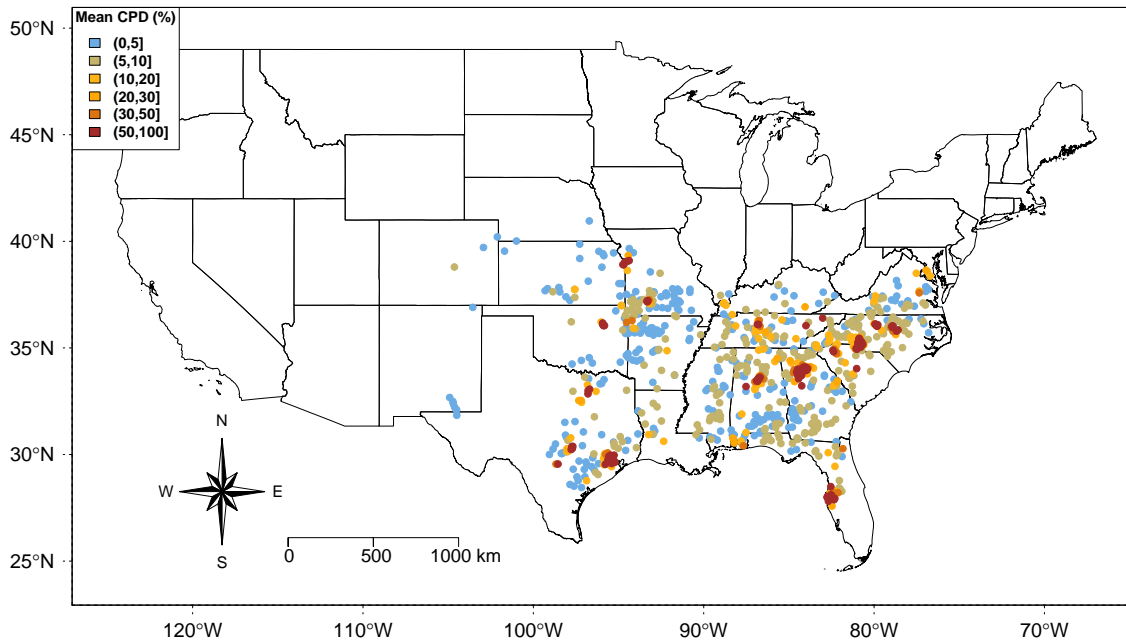 50°N
45°N
40°N
35°N
30°N
25°N
Mean CPD (%)
(0,5]
(5,10]
(10,20]
(20,30]
(30,50]
(50,100]
N
W
E
S
0 500 1000 km
120°W 110°W 100°W 90°W 80°W 70°W